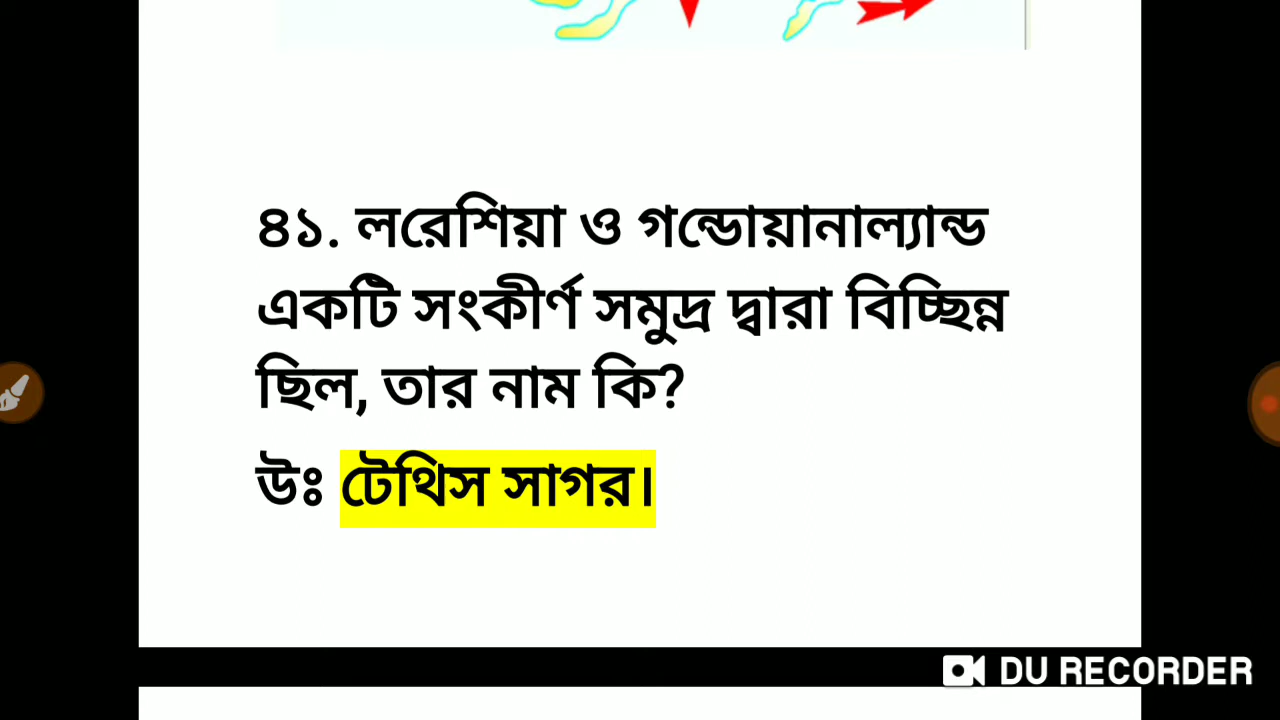 ৪১. লরেশিয়া ও গন্ডোয়ানাল্যান্ড
একটি সংকীর্ণ সমুদ্র দ্বারা বিচ্ছিন্ন
ছিল, তার নাম কি?
উঃ টেথিস সাগর।
DU RECORDER